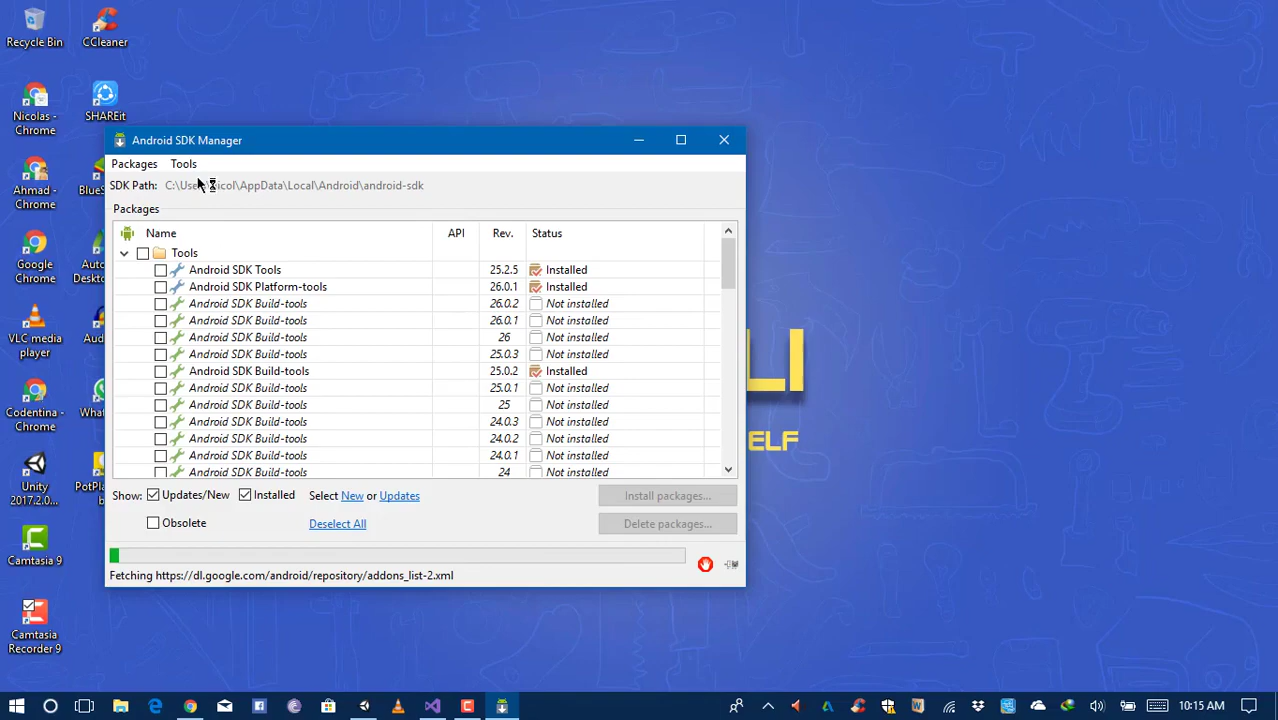 Recycle Bin
CCleaner
Nicolas -
Chrome
SHAREit
Ahmad -
Chrome
Google
Chrome
VLC media
player
Codentina -
Chrome
Unity
2017.2.0...
Camtasia 9
Camtasia
Recorder 9
Android SDK Manager
Packages Tools
SDK Path: \AppData\Local\Android\android-sdk
Packages
Name API Rev. Status
Tools
Android SDK Tools 25.2.5 Installed
Android SDK Platform-tools 26.0.1 Installed
Android SDK Build-tools 26.0.2 Not installed
Android SDK Build-tools 26.0.1 Not installed
Android SDK Build-tools 26 Not installed
Android SDK Build-tools 25.0.3 Not installed
Android SDK Build-tools 25.0.2 Installed
Android SDK Build-tools 25.0.1 Not installed
Android SDK Build-tools 25 Not installed
Android SDK Build-tools 24.0.3 Not installed
Android SDK Build-tools 24.0.2 Not installed
Android SDK Build-tools 24.0.1 Not installed
Android SDK Build-tools 24 Not installed
Show: Updates/New Installed Select New or Updates Install packages...
Obsolete Deselect All Delete packages...
Fetching https://dl.google.com/android/repository/addons_list-2.xml
LI
ELF
10:15 AM